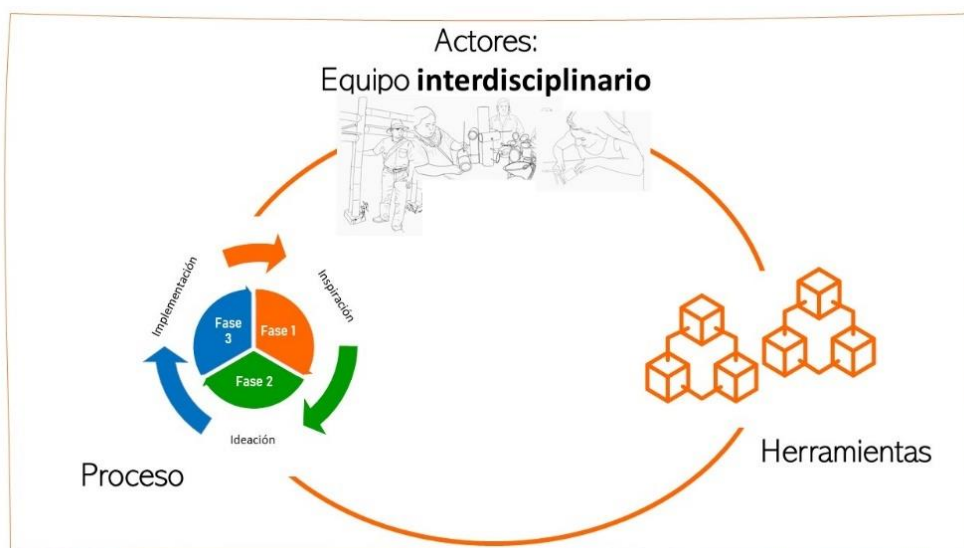 Actores:
Equipo interdisciplinario
Implementación
Inspiración
Fase
3
Fase 1
Fase 2
Ideación
Proceso
Herramientas